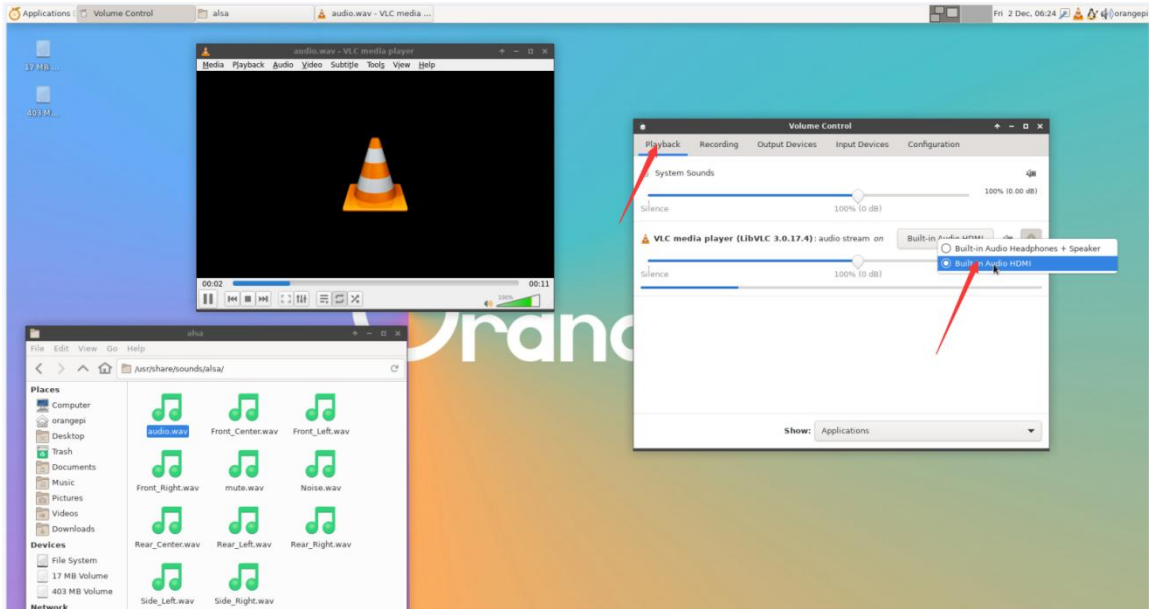 Applications
Volume Control
alsa
audio.wav - VLC media ...
Fri 2 Dec, 06:24
orangepi
17 MB ...
403 M...
audio.wav - VLC media player
Media Playback Audio Video Subtitle Tools View Help
00:02
00:11
100%
Volume Control
Playback Recording Output Devices Input Devices Configuration
System Sounds
100% (0.00 dB)
Silence
100% (0 dB)
VLC media player (LibVLC 3.0.17.4): audio stream on
Built-in Audio HDMI
Built-in Audio Headphones + Speaker
Built-in Audio HDMI
Silence
100% (0 dB)
Show: Applications
Oranc
alsa
File Edit View Go Help
/usr/share/sounds/alsa/
Places
Computer
orangepi
Desktop
Trash
Documents
Music
Pictures
Videos
Downloads
Devices
File System
17 MB Volume
403 MB Volume
Network
audio.wav Front_Center.wav Front_Left.wav
Front_Right.wav mute.wav Noise.wav
Rear_Center.wav Rear_Left.wav Rear_Right.wav
Side_Left.wav Side_Right.wav